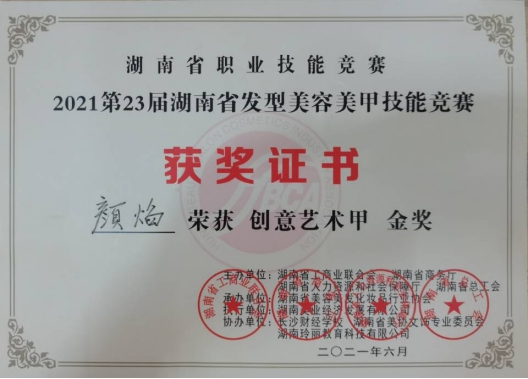 湖南省职业技能竞赛
2021第23届湖南省发型美容美甲技能竞赛
获奖证书
颜焰 荣获 创意艺术甲 金奖
主办单位:湖南省工商业联合会 湖南省商务厅
湖南省人力资源和社会保障厅 湖南省总工会
承办单位:湖南省美容美发化妆品行业协会
执行单位:湖南美业经济发展有限公司
协办单位:长沙财经学校 湖南省美协文饰专业委员会
湖南玲丽教育科技有限公司
二〇二一年六月